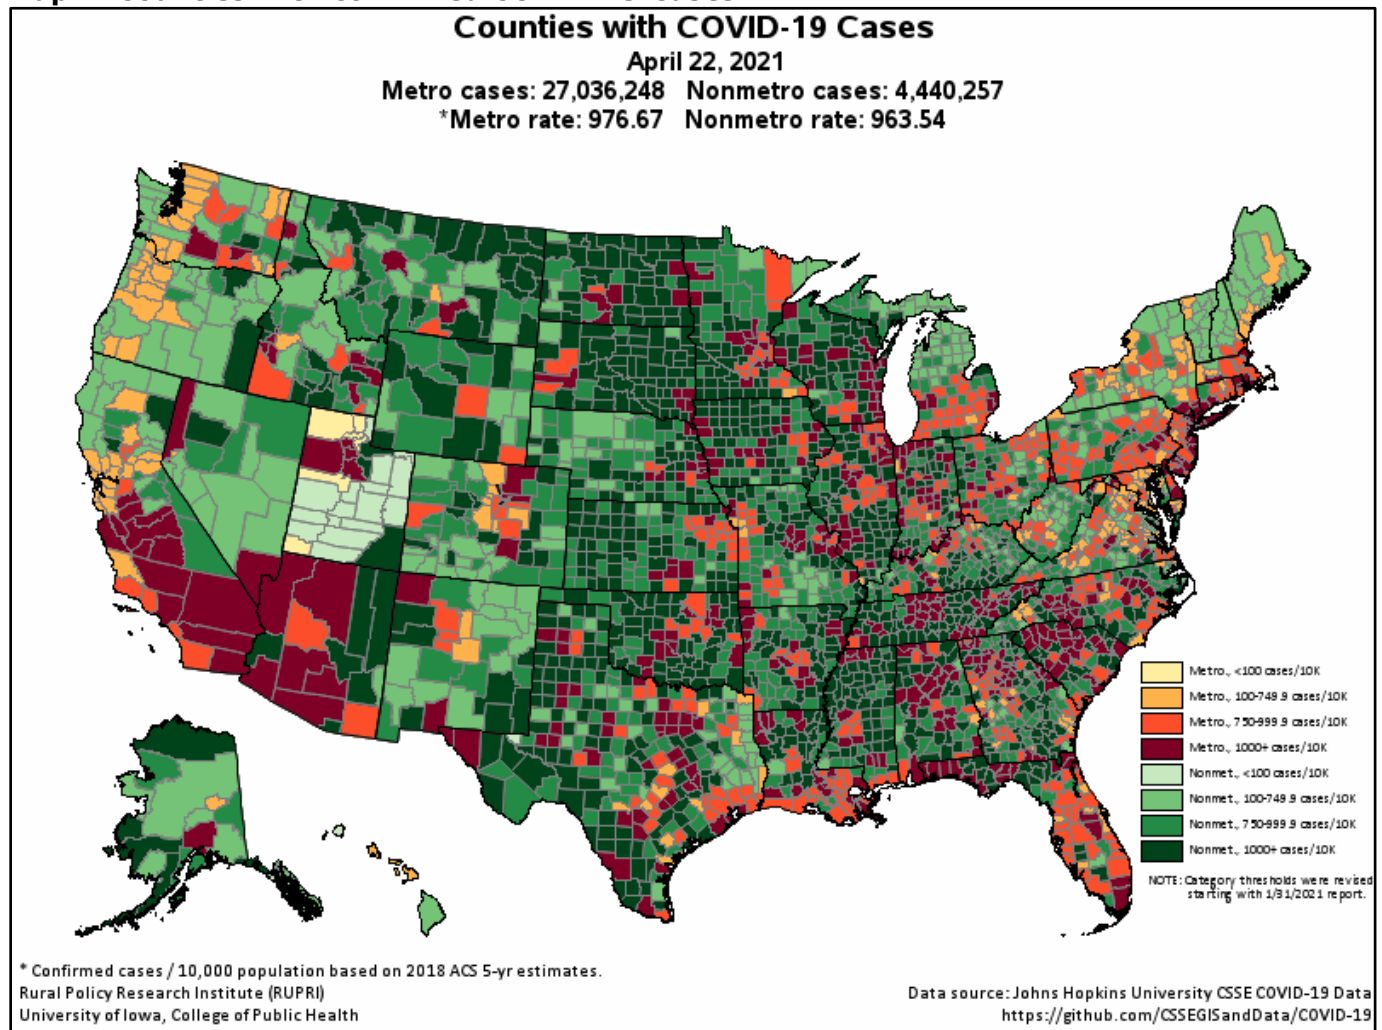 Counties with COVID-19 Cases
April 22, 2021
Metro cases: 27,036,248 Nonmetro cases: 4,440,257
*Metro rate: 976.67 Nonmetro rate: 963.54
Metro., <100 cases/10K
Metro., 100-749.9 cases/10K
Metro., 750-999.9 cases/10K
Metro., 1000+ cases/10K
Nonmet., <100 cases/10K
Nonmet., 100-749.9 cases/10K
Nonmet., 750-999.9 cases/10K
Nonmet., 1000+ cases/10K
NOTE: Category thresholds were revised
starting with 1/31/2021 report.
* Confirmed cases / 10,000 population based on 2018 ACS 5-yr estimates.
Rural Policy Research Institute (RUPRI)
University of Iowa, College of Public Health
Data source: Johns Hopkins University CSSE COVID-19 Data
https://github.com/CSSEGISandData/COVID-19